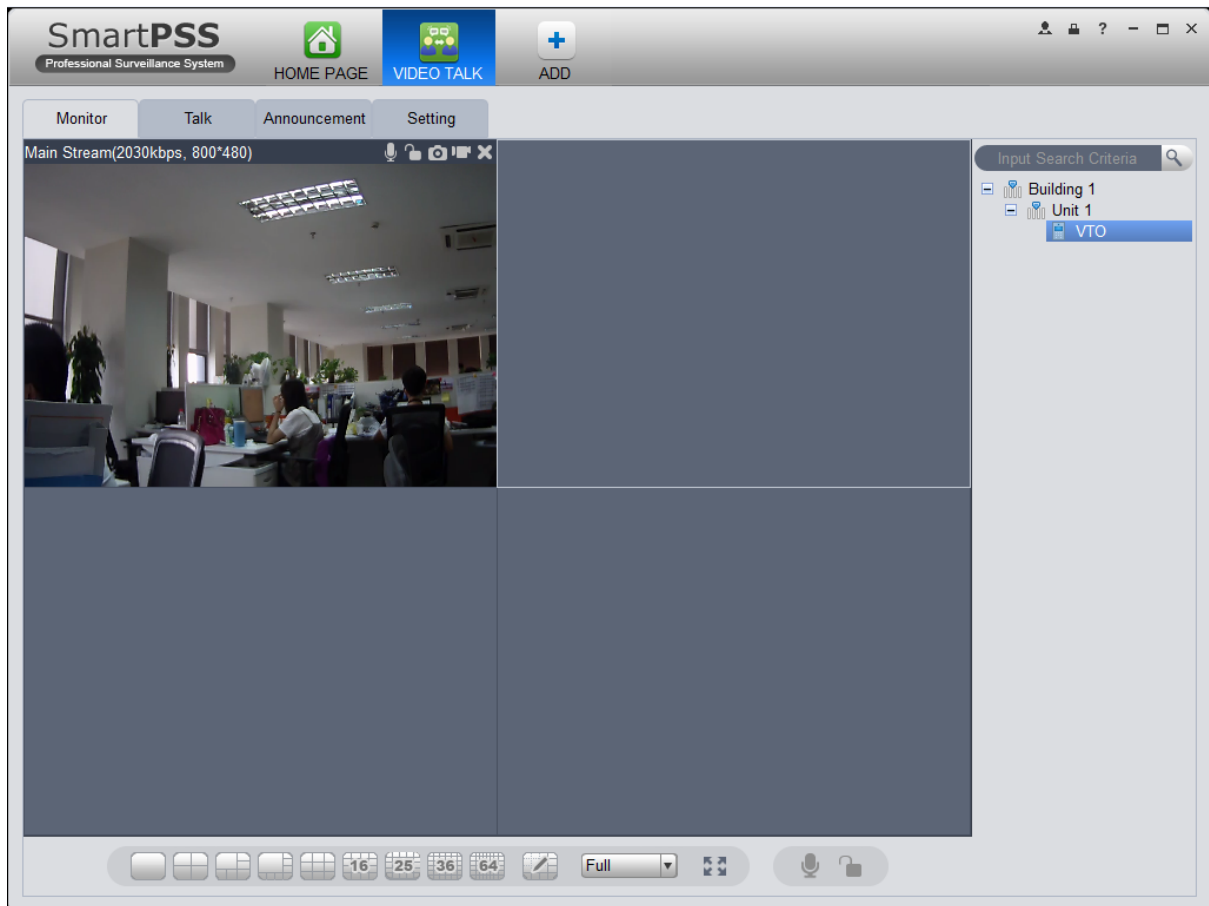 SmartPSS
Professional Surveillance System
HOME PAGE
VIDEO TALK
ADD
?
Monitor
Talk
Announcement
Setting
Main Stream(2030kbps, 800*480)
Input Search Criteria
Building 1
Unit 1
VTO
16
25
36
64
Full